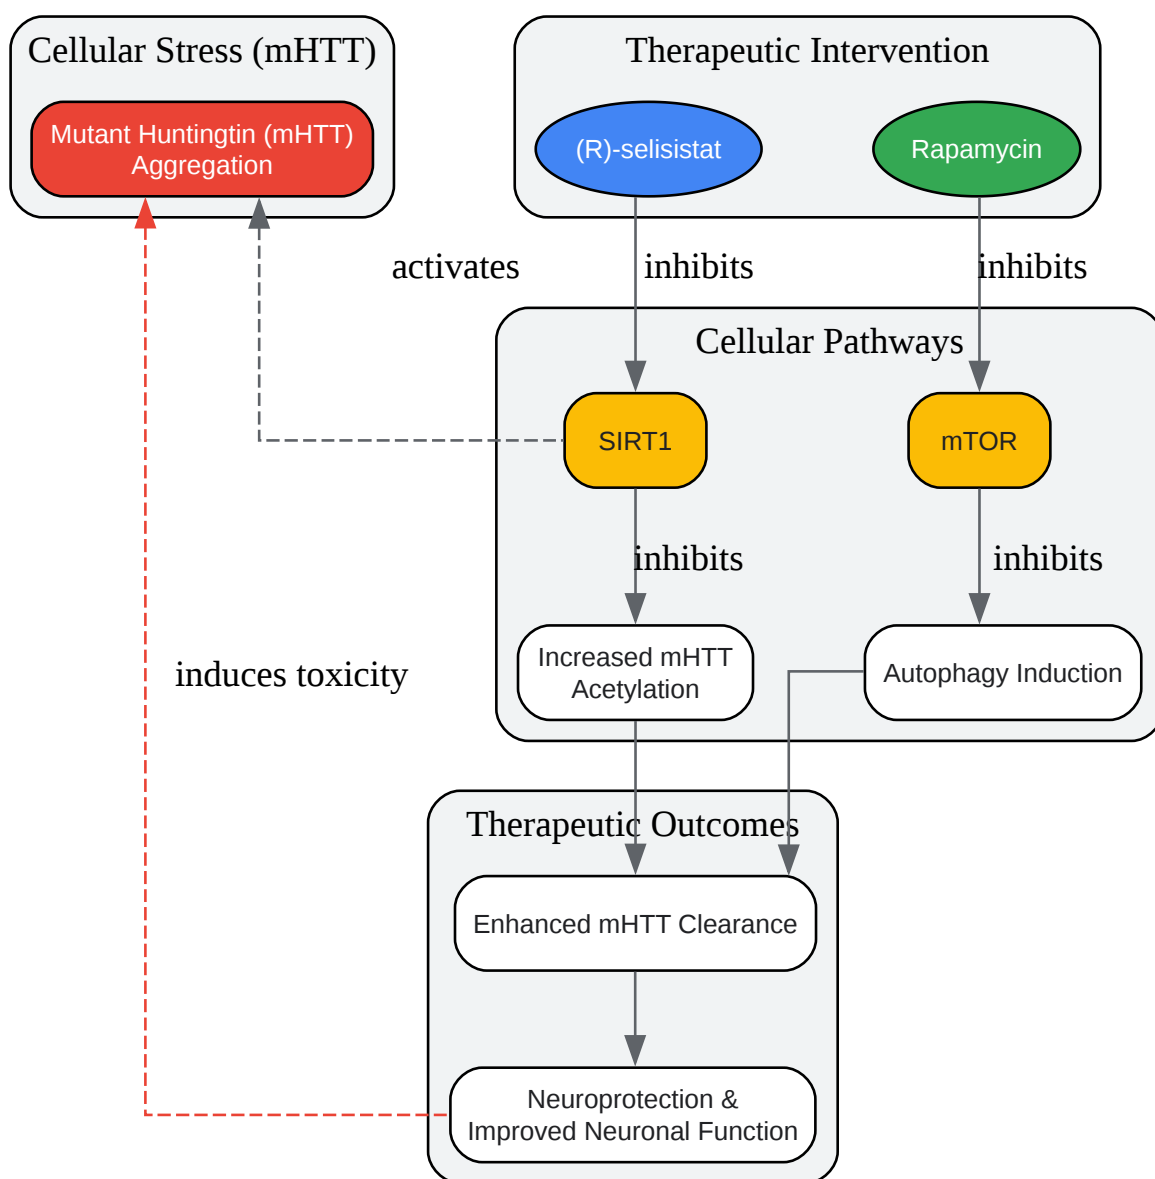 Cellular Stress (mHTT)
Mutant Huntingtin (mHTT)
Aggregation
Therapeutic Intervention
(R)-selisistat
Rapamycin
activates
inhibits
inhibits
Cellular Pathways
SIRT1
mTOR
inhibits
inhibits
Increased mHTT
Acetylation
Autophagy Induction
induces toxicity
Therapeutic Outcomes
Enhanced mHTT Clearance
Neuroprotection &
Improved Neuronal Function